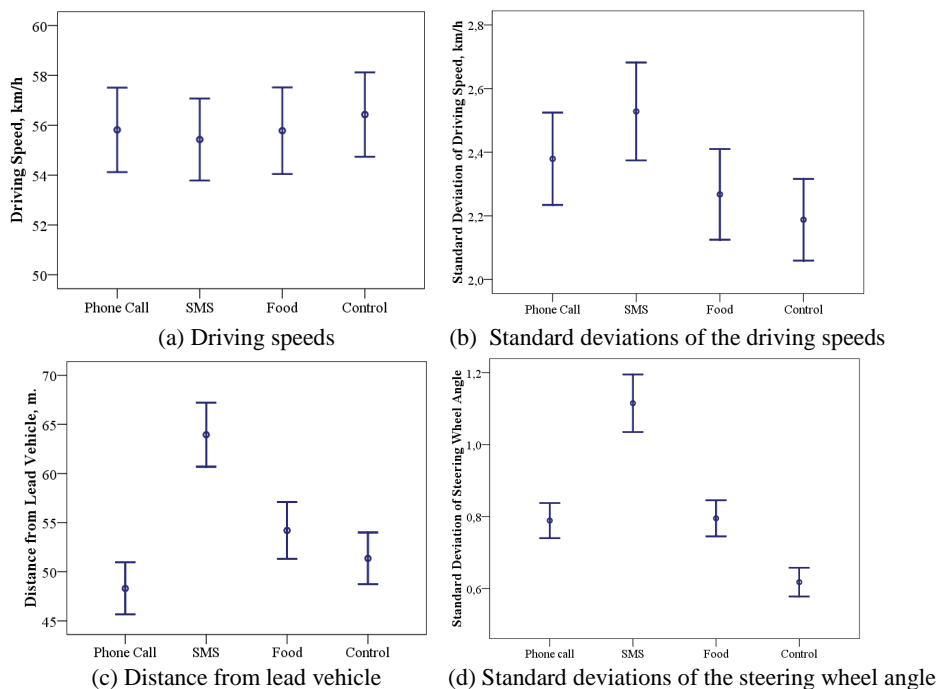 60
58
56
54
52
50
Driving Speed, km/h
Phone Call SMS Food Control
(a) Driving speeds
2,8
2,6
2,4
2,2
2,0
Standard Deviation of Driving Speed, km/h
Phone Call SMS Food Control
(b) Standard deviations of the driving speeds
70
65
60
55
50
45
Distance from Lead Vehicle, m.
Phone Call SMS Food Control
(c) Distance from lead vehicle
1,2
1,0
0,8
0,6
Standard Deviation of Steering Wheel Angle
Phone call SMS Food Control
(d) Standard deviations of the steering wheel angle